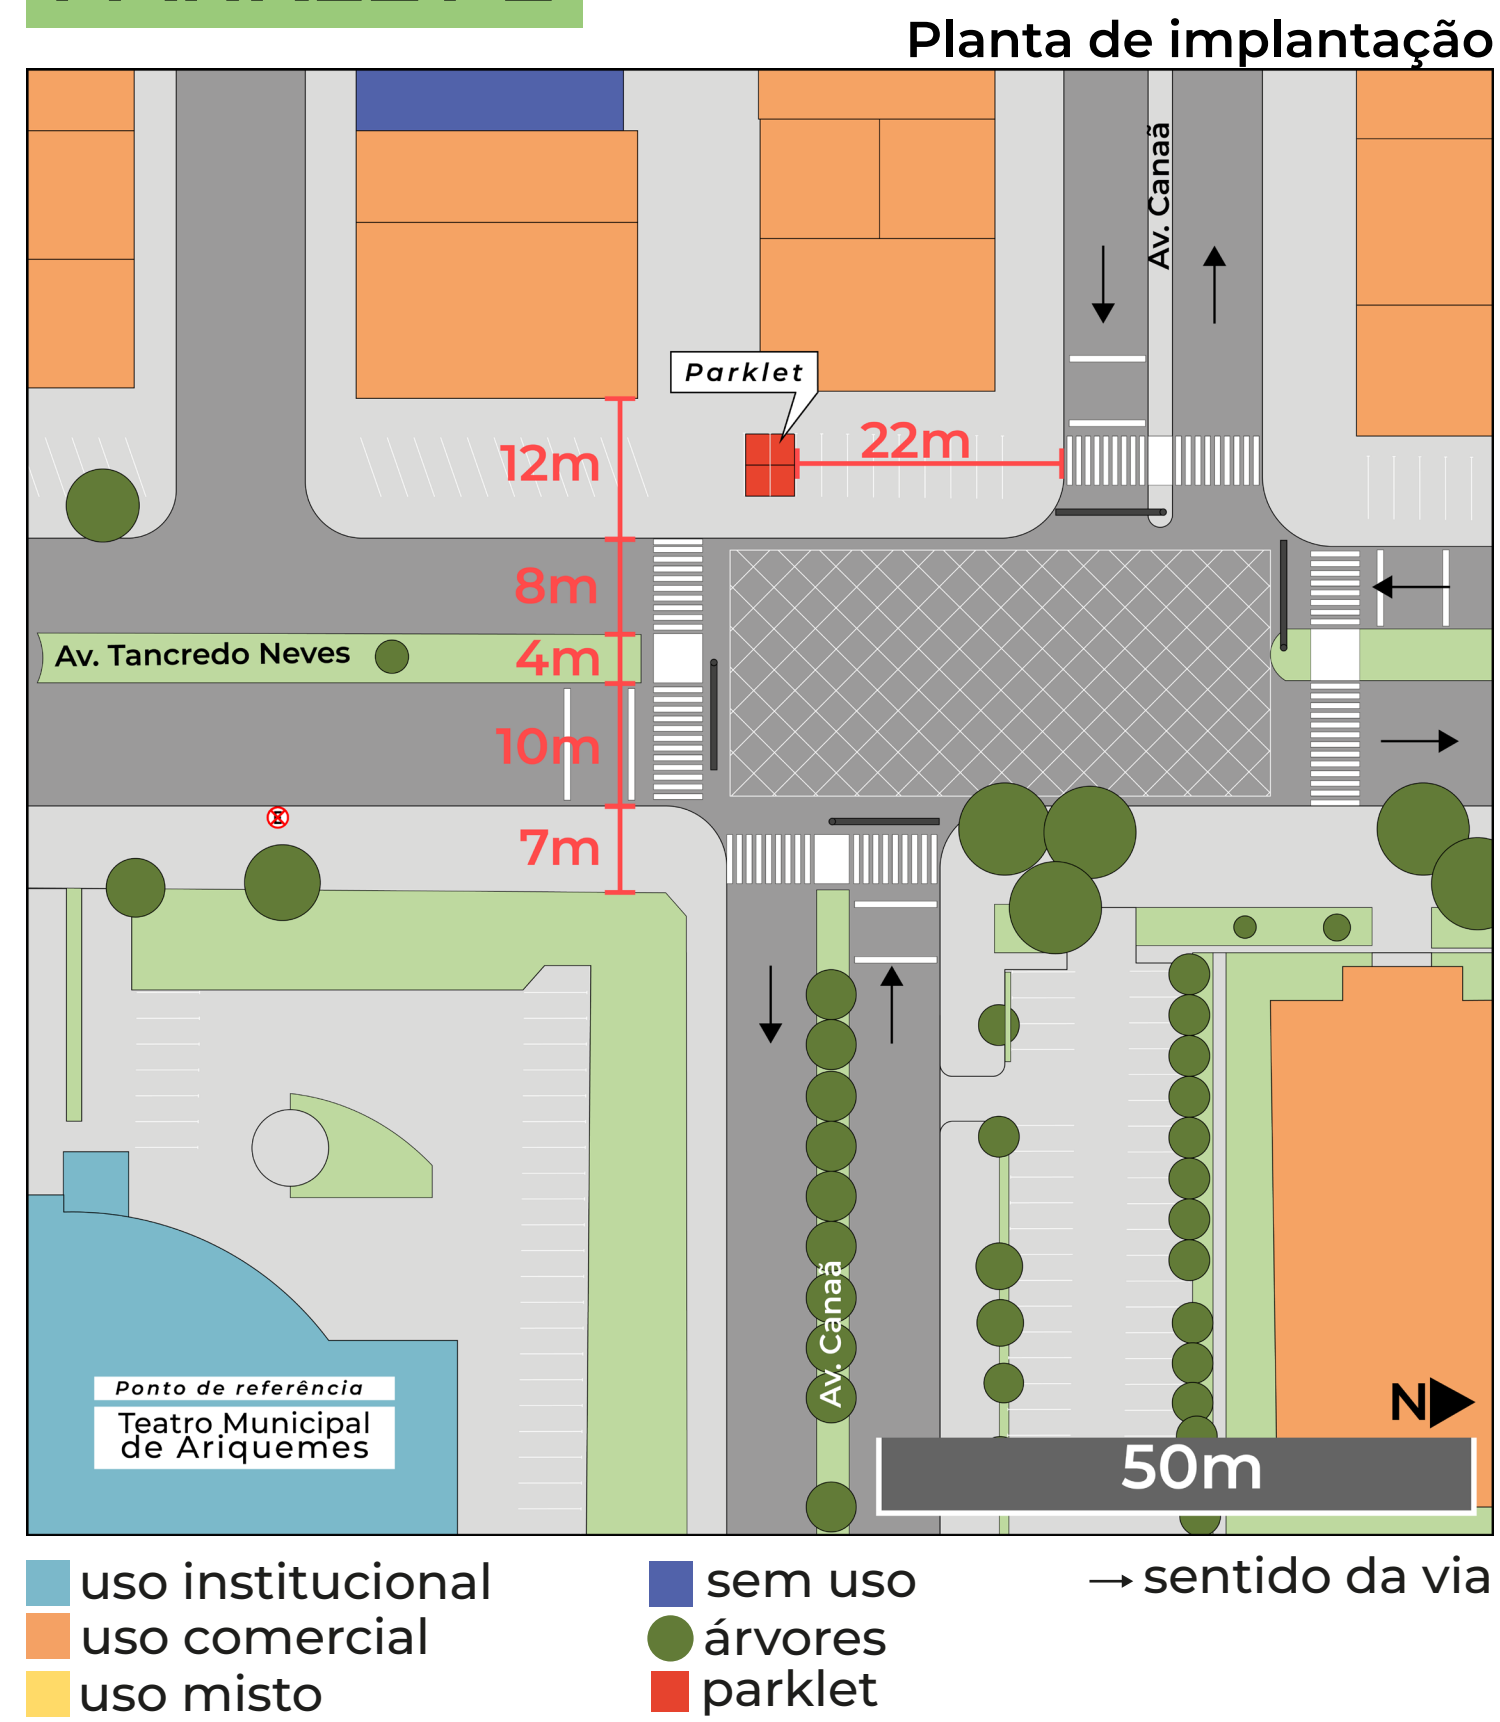 Planta de implantação
Av. Canaã
Parklet
22m
12m
8m
Av. Tancredo Neves
4m
10m
7m
Av. Canaã
Ponto de referência
Teatro Municipal
de Ariquemes
N
50m
uso institucional
sem uso
sentido da via
uso comercial
árvores
uso misto
parklet